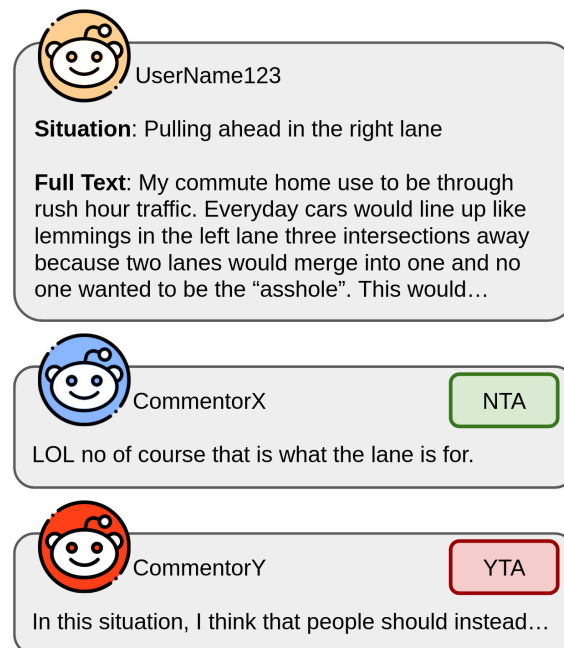 UserName123
Situation: Pulling ahead in the right lane
Full Text: My commute home use to be through
rush hour traffic. Everyday cars would line up like
lemmings in the left lane three intersections away
because two lanes would merge into one and no
one wanted to be the “asshole”. This would…
CommentorX
NTA
LOL no of course that is what the lane is for.
CommentorY
YTA
In this situation, I think that people should instead…